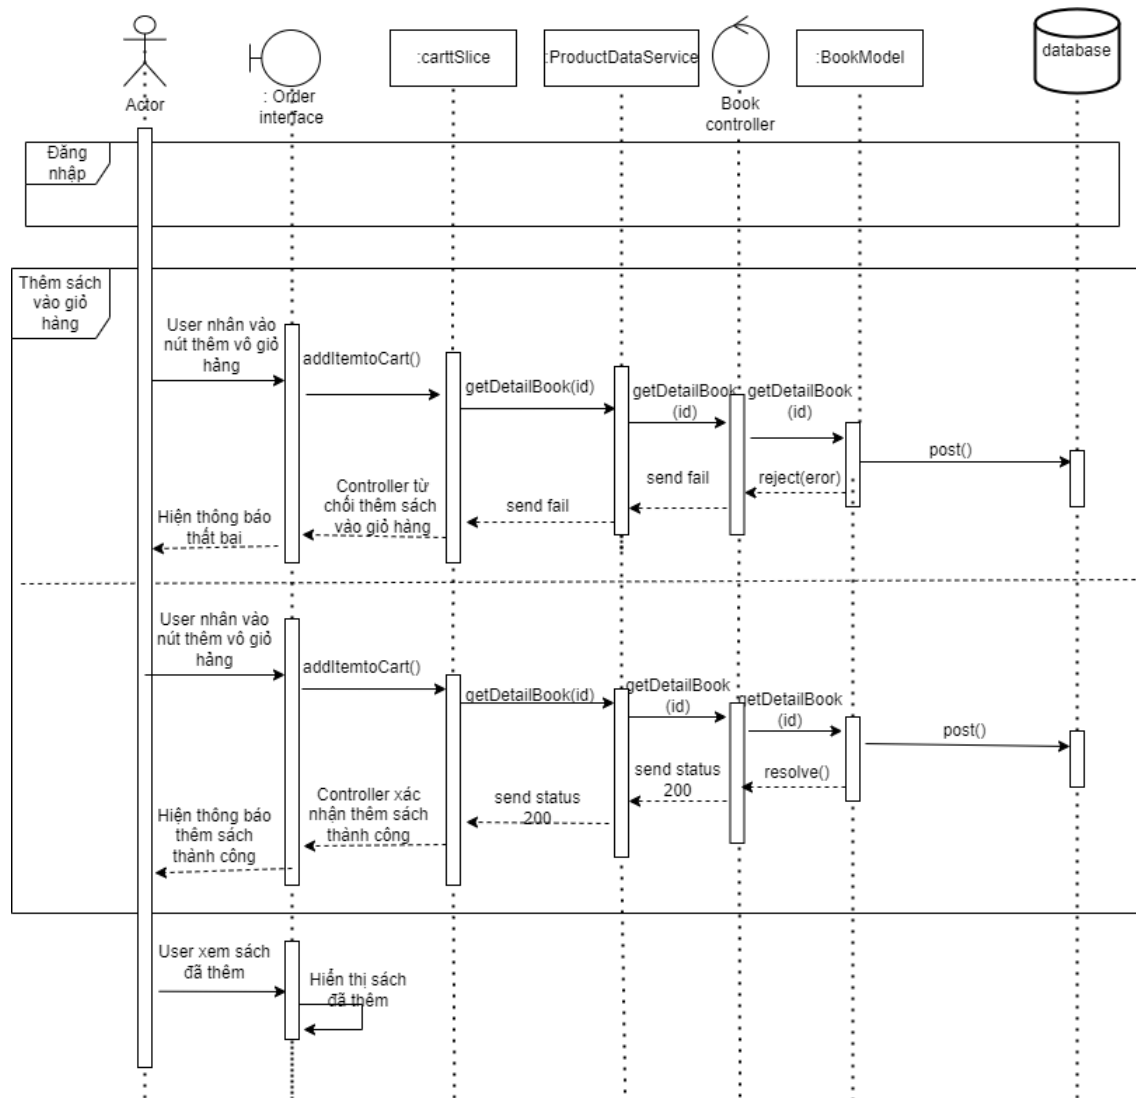 :carttSlice
:ProductDataService
:BookModel
database
Actor
: Order
interface
Book
controller
Đăng
nhập
Thêm sách
vào giỏ
hàng
User nhân vào
nút thêm vô giỏ
hảng
addItemtoCart()
getDetailBook(id)
getDetailBook
(id)
getDetailBook
(id)
post()
reject(eror)
send fail
send fail
Controller từ
chối thêm sách
vào giỏ hàng
Hiện thông báo
thất bai
User nhân vào
nút thêm vô giỏ
hàng
addItemtoCart()
getDetailBook(id)
getDetailBook
(id)
getDetailBook
(id)
post()
resolve()
send status
200
send status
200
Controller xác
nhận thêm sách
thành công
Hiện thông báo
thêm sách
thành công
User xem sách
đã thêm
Hiển thị sách
đã thêm